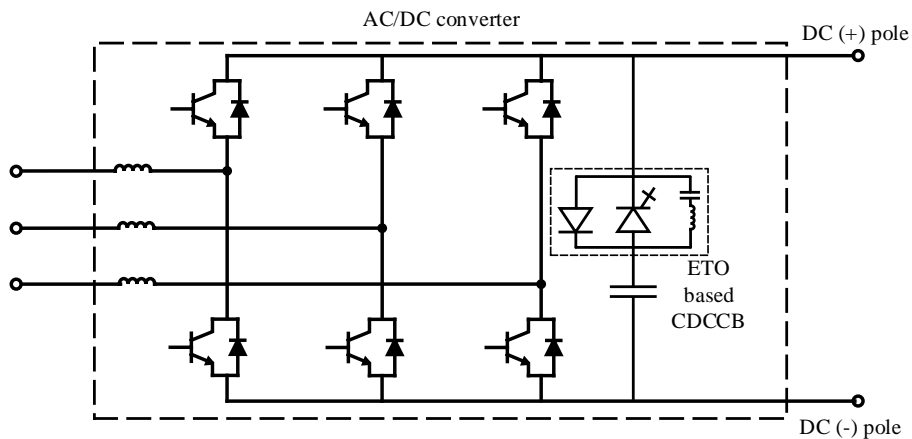 AC/DC converter
DC (+) pole
ETO
based
CDCCB
DC (-) pole